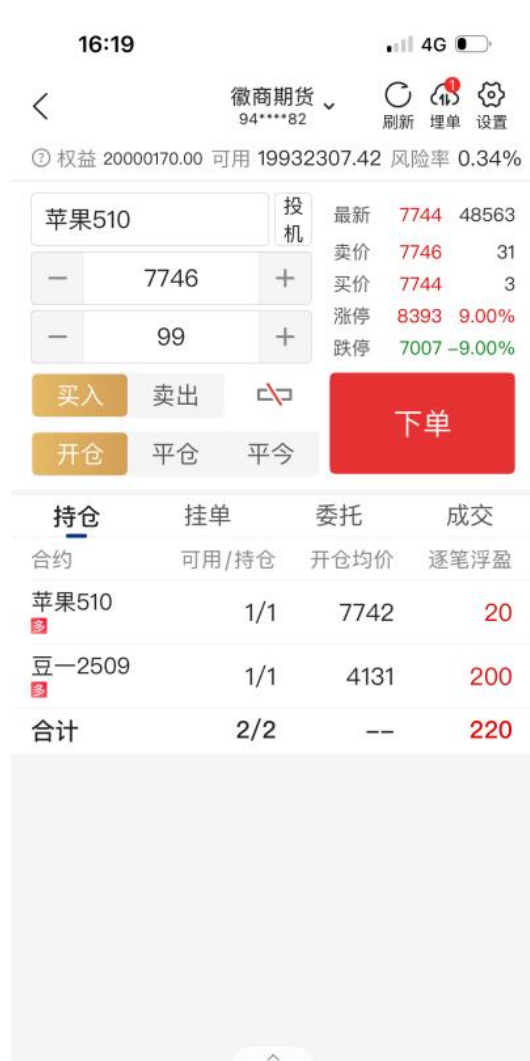 16:19 4G
徽商期货
94****82
刷新 埋单 设置
1
? 权益 20000170.00 可用 19932307.42 风险率 0.34%
苹果510 投机
最新 7744 48563
卖价 7746 31
— 7746 +
买价 7744 3
涨停 8393 9.00%
— 99 +
跌停 7007 -9.00%
买入 卖出
下单
开仓 平仓 平今
持仓 挂单 委托 成交
合约 可用/持仓 开仓均价 逐笔浮盈
苹果510
多 1/1 7742 20
豆一2509
多 1/1 4131 200
合计 2/2 -- 220